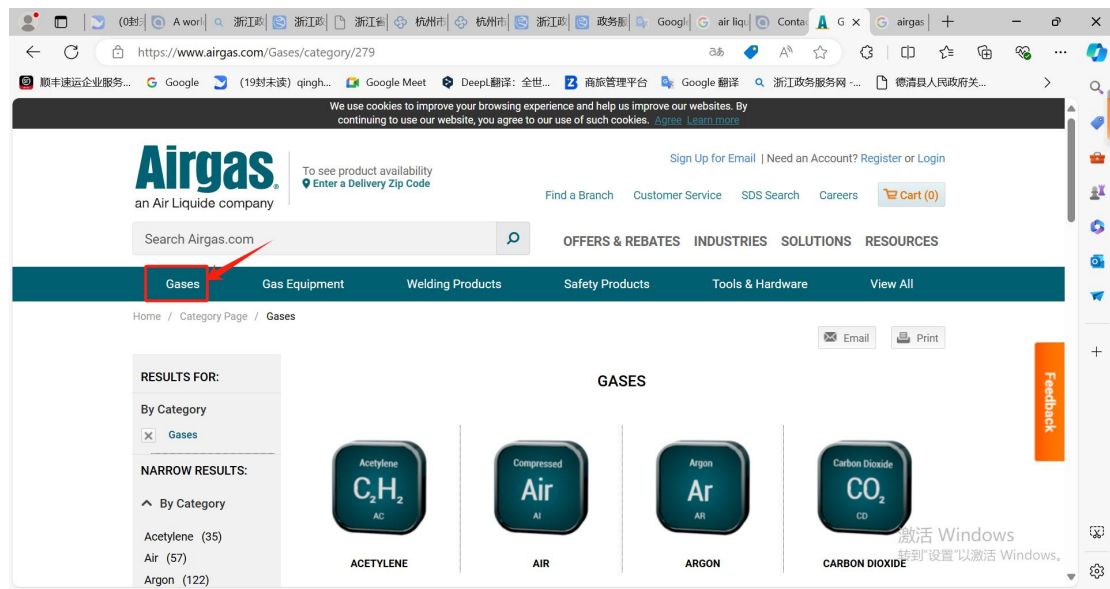 (0封
A worl
浙江政
浙江政
浙江省
杭州市
杭州市
浙江政
政务服
Googl
air liqu
Conta
G
airgas
https://www.airgas.com/Gases/category/279
顺丰速运企业服务...
Google
(19封未读) qingh...
Google Meet
DeepL翻译：全世...
商旅管理平台
Google 翻译
浙江政务服务网 -...
德清县人民政府关...
We use cookies to improve your browsing experience and help us improve our websites. By
continuing to use our website, you agree to our use of such cookies. Agree Learn more
Airgas®
an Air Liquide company
To see product availability
Enter a Delivery Zip Code
Sign Up for Email | Need an Account? Register or Login
Find a Branch Customer Service SDS Search Careers Cart (0)
Search Airgas.com
OFFERS & REBATES INDUSTRIES SOLUTIONS RESOURCES
Gases Gas Equipment Welding Products Safety Products Tools & Hardware View All
Home / Category Page / Gases
Email Print
RESULTS FOR:
By Category
Gases
NARROW RESULTS:
By Category
Acetylene (35)
Air (57)
Argon (122)
GASES
Acetylene
C₂H₂
AC
ACETYLENE
Compressed
Air
AI
AIR
Argon
Ar
AR
ARGON
Carbon Dioxide
CO₂
CD
CARBON DIOXIDE
Feedback
激活 Windows
转到"设置"以激活 Windows。